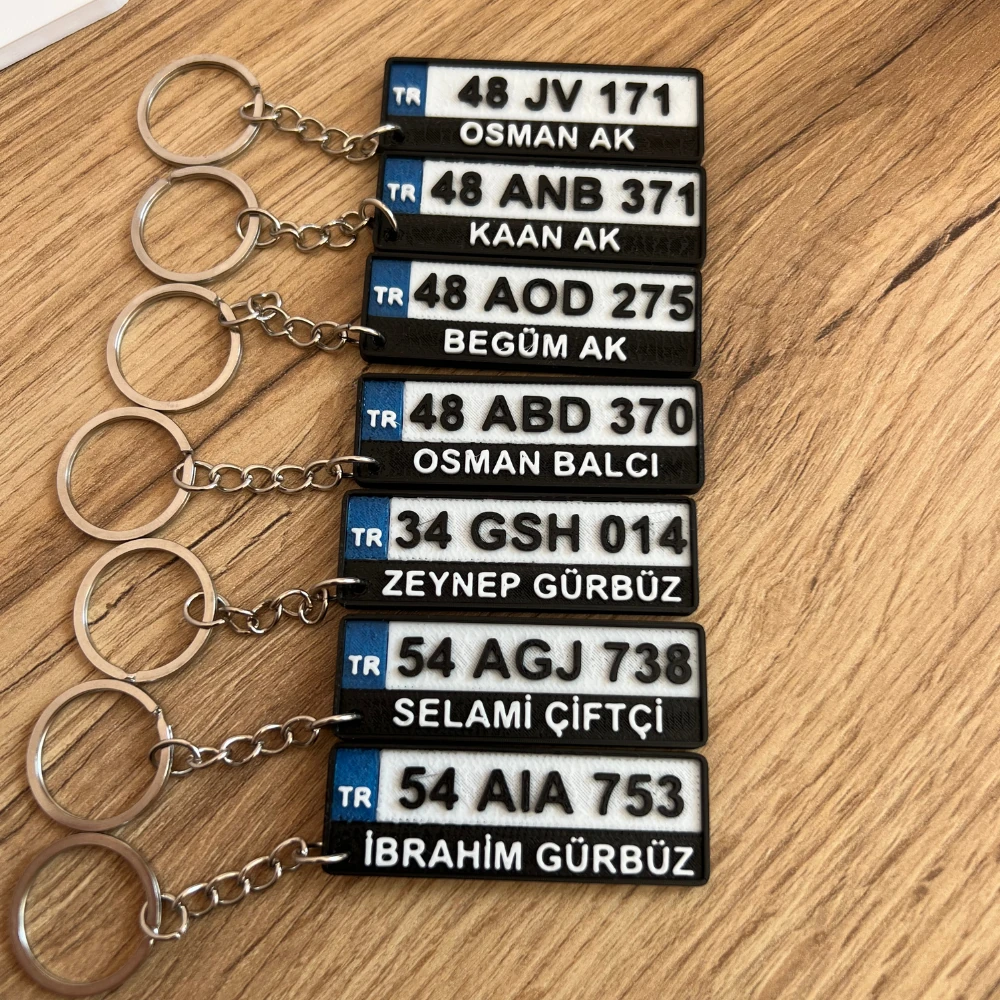 TR 48 JV 171
OSMAN AK
TR 48 ANB 371
KAAN AK
TR 48 AOD 275
BEGÜM AK
TR 48 ABD 370
OSMAN BALCI
TR 34 GSH 014
ZEYNEP GÜRBÜZ
TR 54 AGJ 738
SELAMİ ÇİFTÇİ
TR 54 AIA 753
İBRAHİM GÜRBÜZ